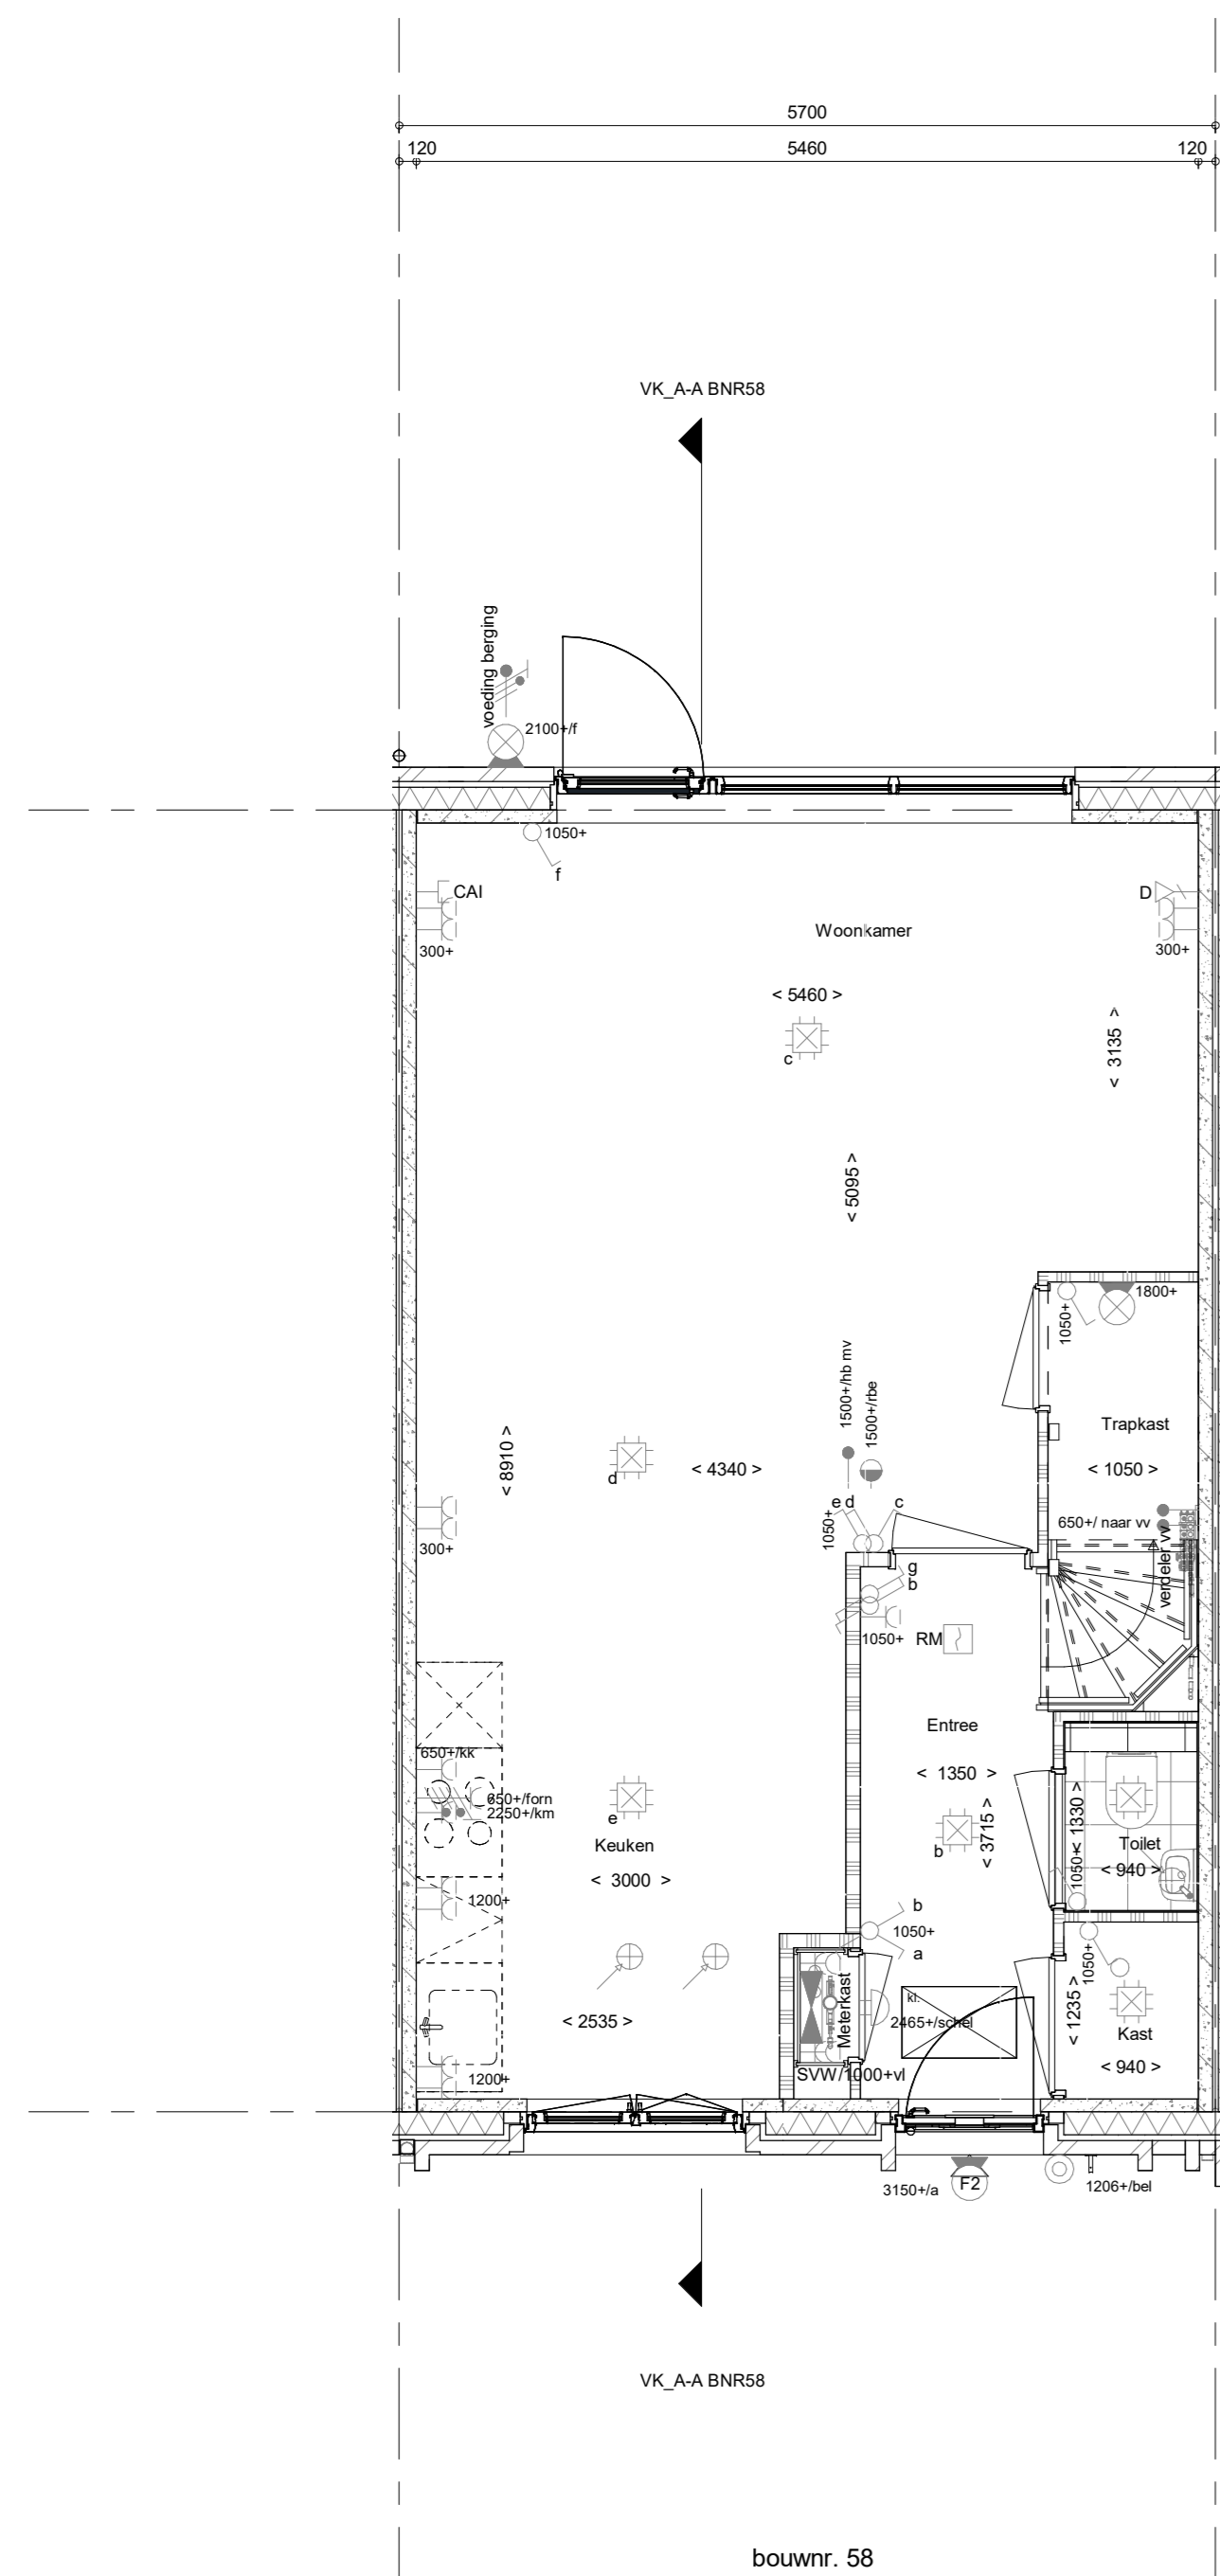 5700
120
5460
120
VK_A-A BNR58
voeding berging
2100+/f
1050+
f
CAI
D
300+
300+
Woonkamer
< 5460 >
c
< 3135 >
< 5095 >
1800+
1050+
1500+/hb mv
1500+/rbe
Trapkast
< 8910 >
d
< 4340 >
< 1050 >
e d
c
1050+
650+/ naar vv
verdeler vv
300+
g
b
1050+
RM
Entree
650+/kk
< 1350 >
650+/forn
2250+/km
e
Keuken
b
< 3715 >
< 1330 >
Toilet
< 3000 >
1050+
< 940 >
1200+
b
1050+
a
1050+
Meterkast
kl.
2465+/schel
< 2535 >
< 1235 >
Kast
< 940 >
1200+
SVW/1000+vl
3150+/a
F2
1206+/bel
VK_A-A BNR58
bouwnr. 58